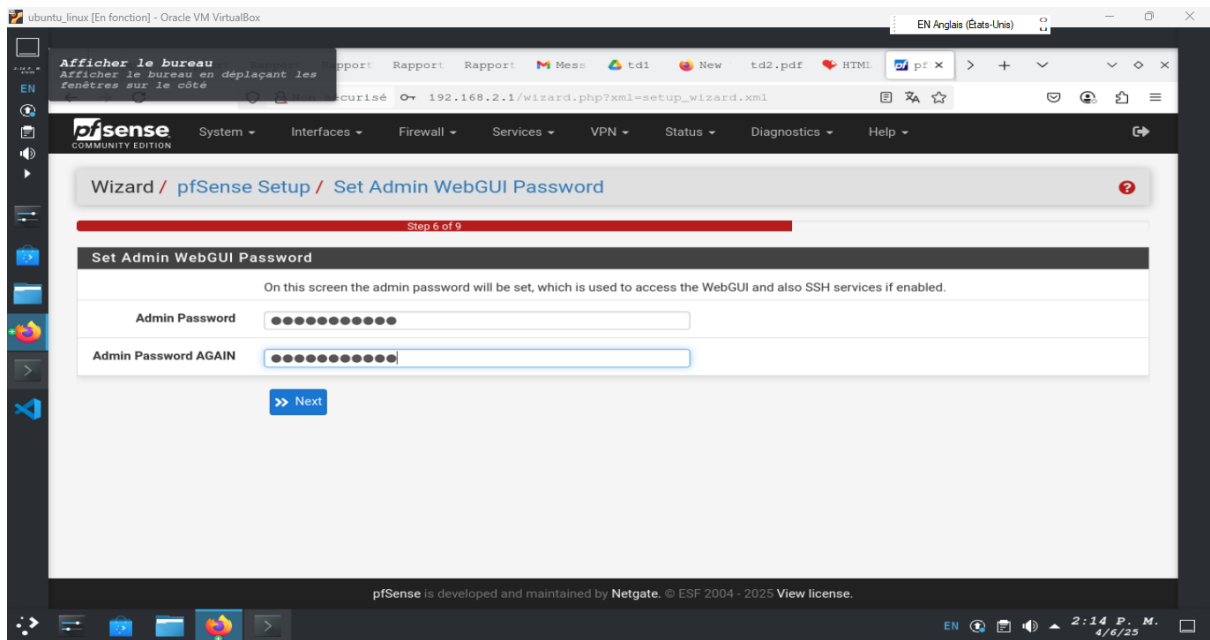 ubuntu_linux [En fonction] - Oracle VM VirtualBox
EN Anglais (États-Unis)
Afficher le bureau
Afficher le bureau en déplaçant les
fenêtres sur le côté
EN
Rapport Rapport Mess td1 New td2.pdf HTML pf
192.168.2.1/wizard.php?xml=setup_wizard.xml
pfsense
COMMUNITY EDITION
System Interfaces Firewall Services VPN Status Diagnostics Help
Wizard / pfSense Setup / Set Admin WebGUI Password
Step 6 of 9
Set Admin WebGUI Password
On this screen the admin password will be set, which is used to access the WebGUI and also SSH services if enabled.
Admin Password
Admin Password AGAIN
Next
pfSense is developed and maintained by Netgate. © ESF 2004 - 2025 View license.
EN
2:14 P. M.
4/6/25